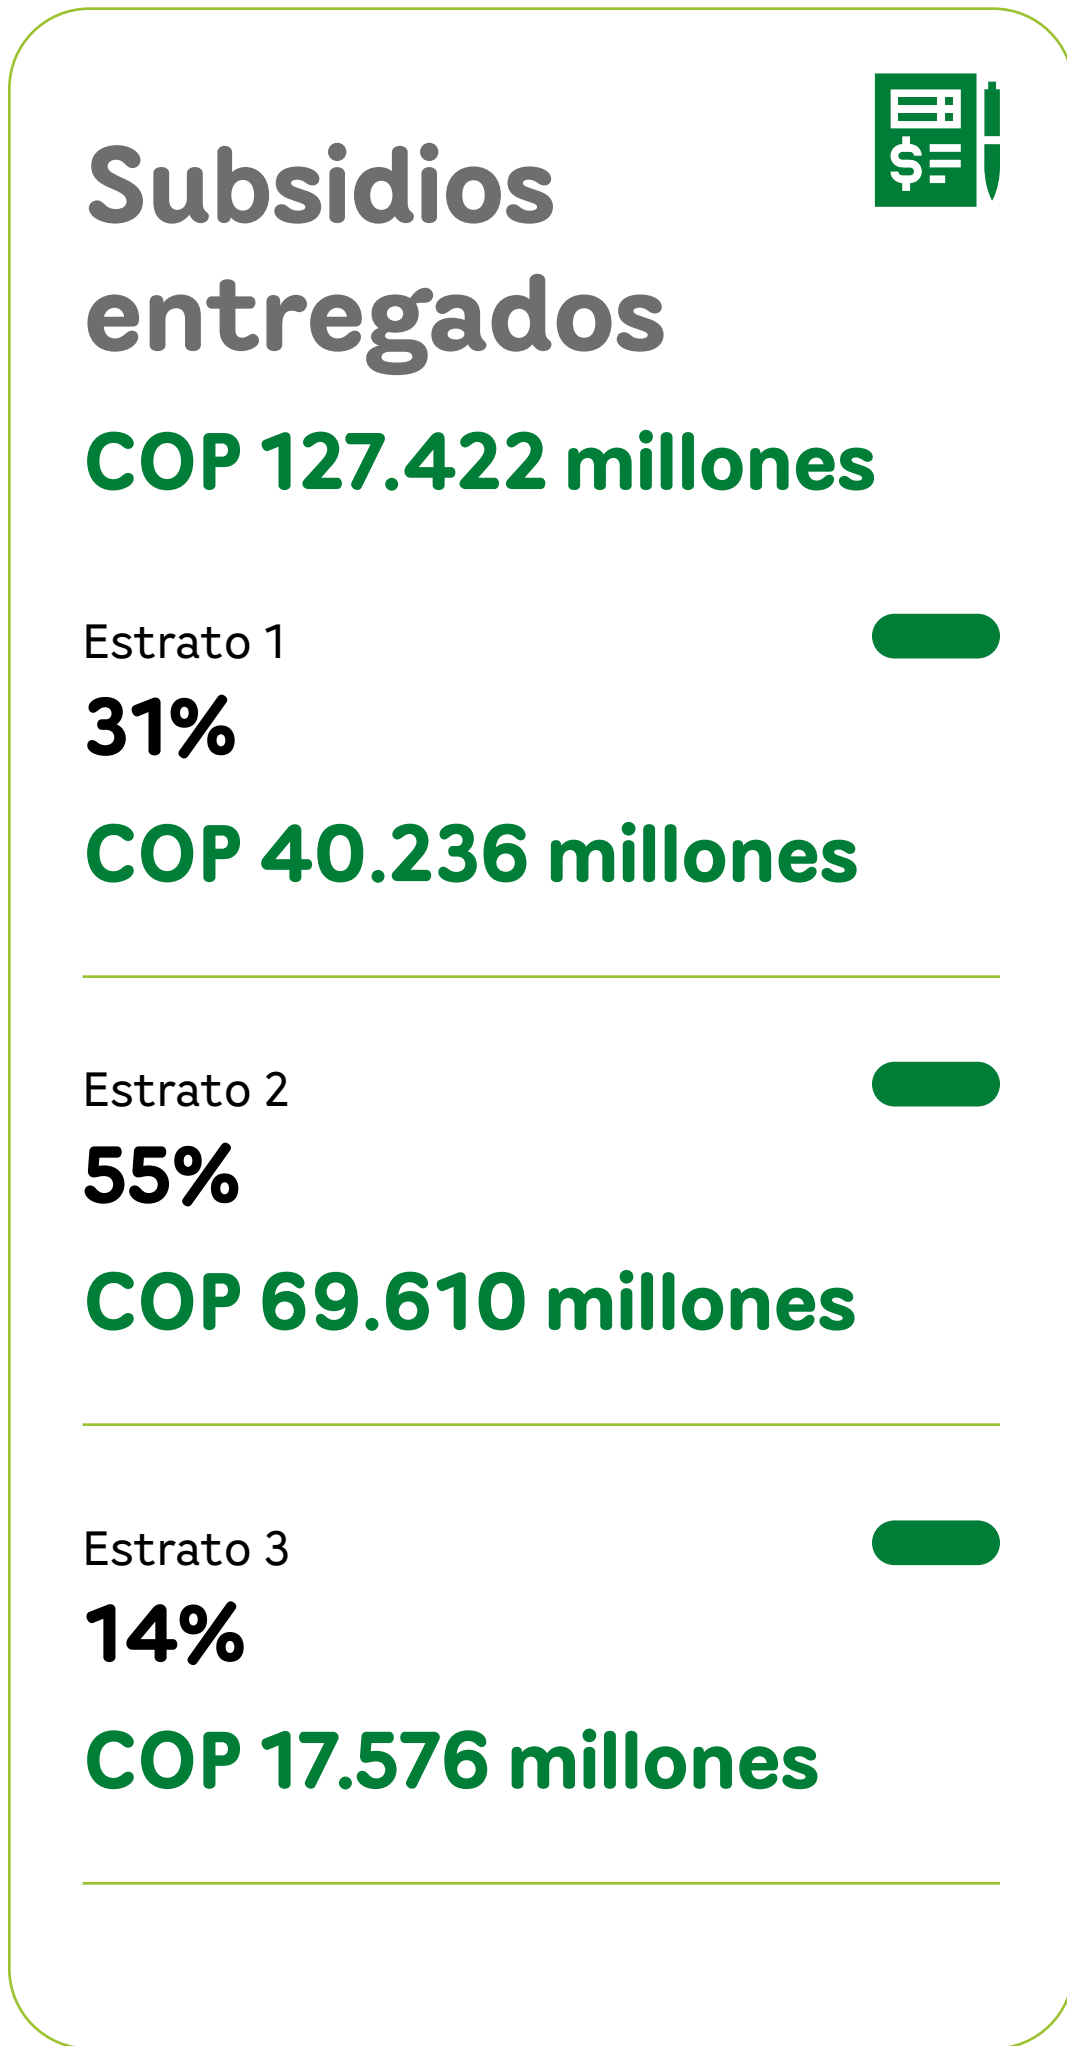 Subsidios
entregados
COP 127.422 millones
Estrato 1
31%
COP 40.236 millones
Estrato 2
55%
COP 69.610 millones
Estrato 3
14%
COP 17.576 millones